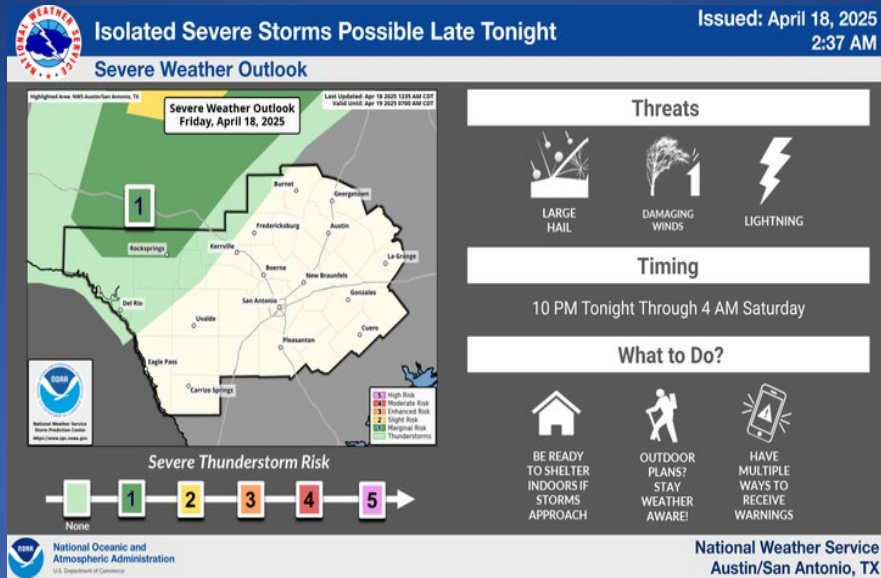 NATIONAL WEATHER SERVICE
Isolated Severe Storms Possible Late Tonight
Issued: April 18, 2025
2:37 AM
Severe Weather Outlook
Highlighted Area: NWS Austin/San Antonio, TX
Severe Weather Outlook
Friday, April 18, 2025
Last Updated: Apr 18 2025 1235 AM CDT
Valid Until: Apr 19 2025 0700 AM CDT
1
Burnet
Georgetown
Fredericksburg
Austin
Rocksprings
Kerrville
La Grange
Boerne
New Braunfels
San Antonio
Gonzales
Del Rio
Uvalde
Cuero
Pleasanton
Eagle Pass
Carrizo Springs
NOAA
National Weather Service
Storm Prediction Center
https://www.spc.noaa.gov
5 High Risk
4 Moderate Risk
3 Enhanced Risk
2 Slight Risk
1 Marginal Risk
Thunderstorms
Severe Thunderstorm Risk
1 2 3 4 5
None
Threats
LARGE
HAIL
DAMAGING
WINDS
LIGHTNING
Timing
10 PM Tonight Through 4 AM Saturday
What to Do?
BE READY
TO SHELTER
INDOORS IF
STORMS
APPROACH
OUTDOOR
PLANS?
STAY
WEATHER
AWARE!
HAVE
MULTIPLE
WAYS TO
RECEIVE
WARNINGS
NOAA
National Oceanic and
Atmospheric Administration
U.S. Department of Commerce
National Weather Service
Austin/San Antonio, TX